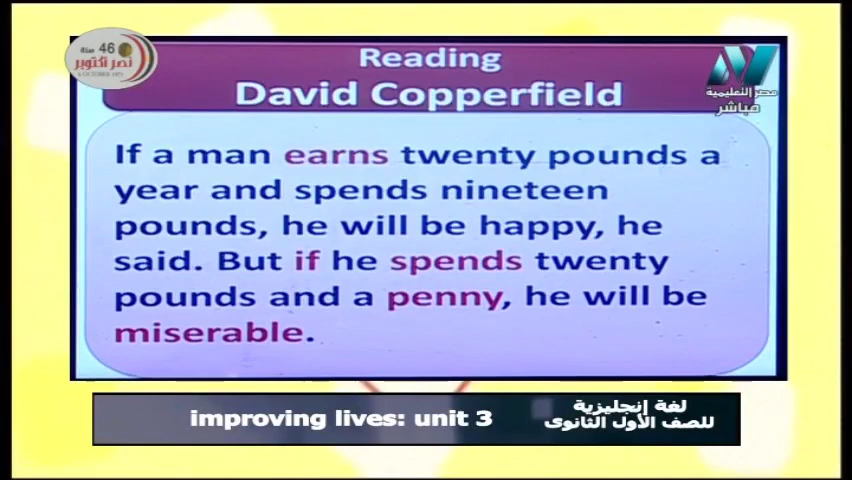 46 سنة
نصر أكتوبر
6 OCTOBER 1973
Reading
David Copperfield
مصر التعليمية
مباشر
If a man earns twenty pounds a
year and spends nineteen
pounds, he will be happy, he
said. But if he spends twenty
pounds and a penny, he will be
miserable.
improving lives: unit 3
لغة إنجليزية
للصف الأول الثانوى